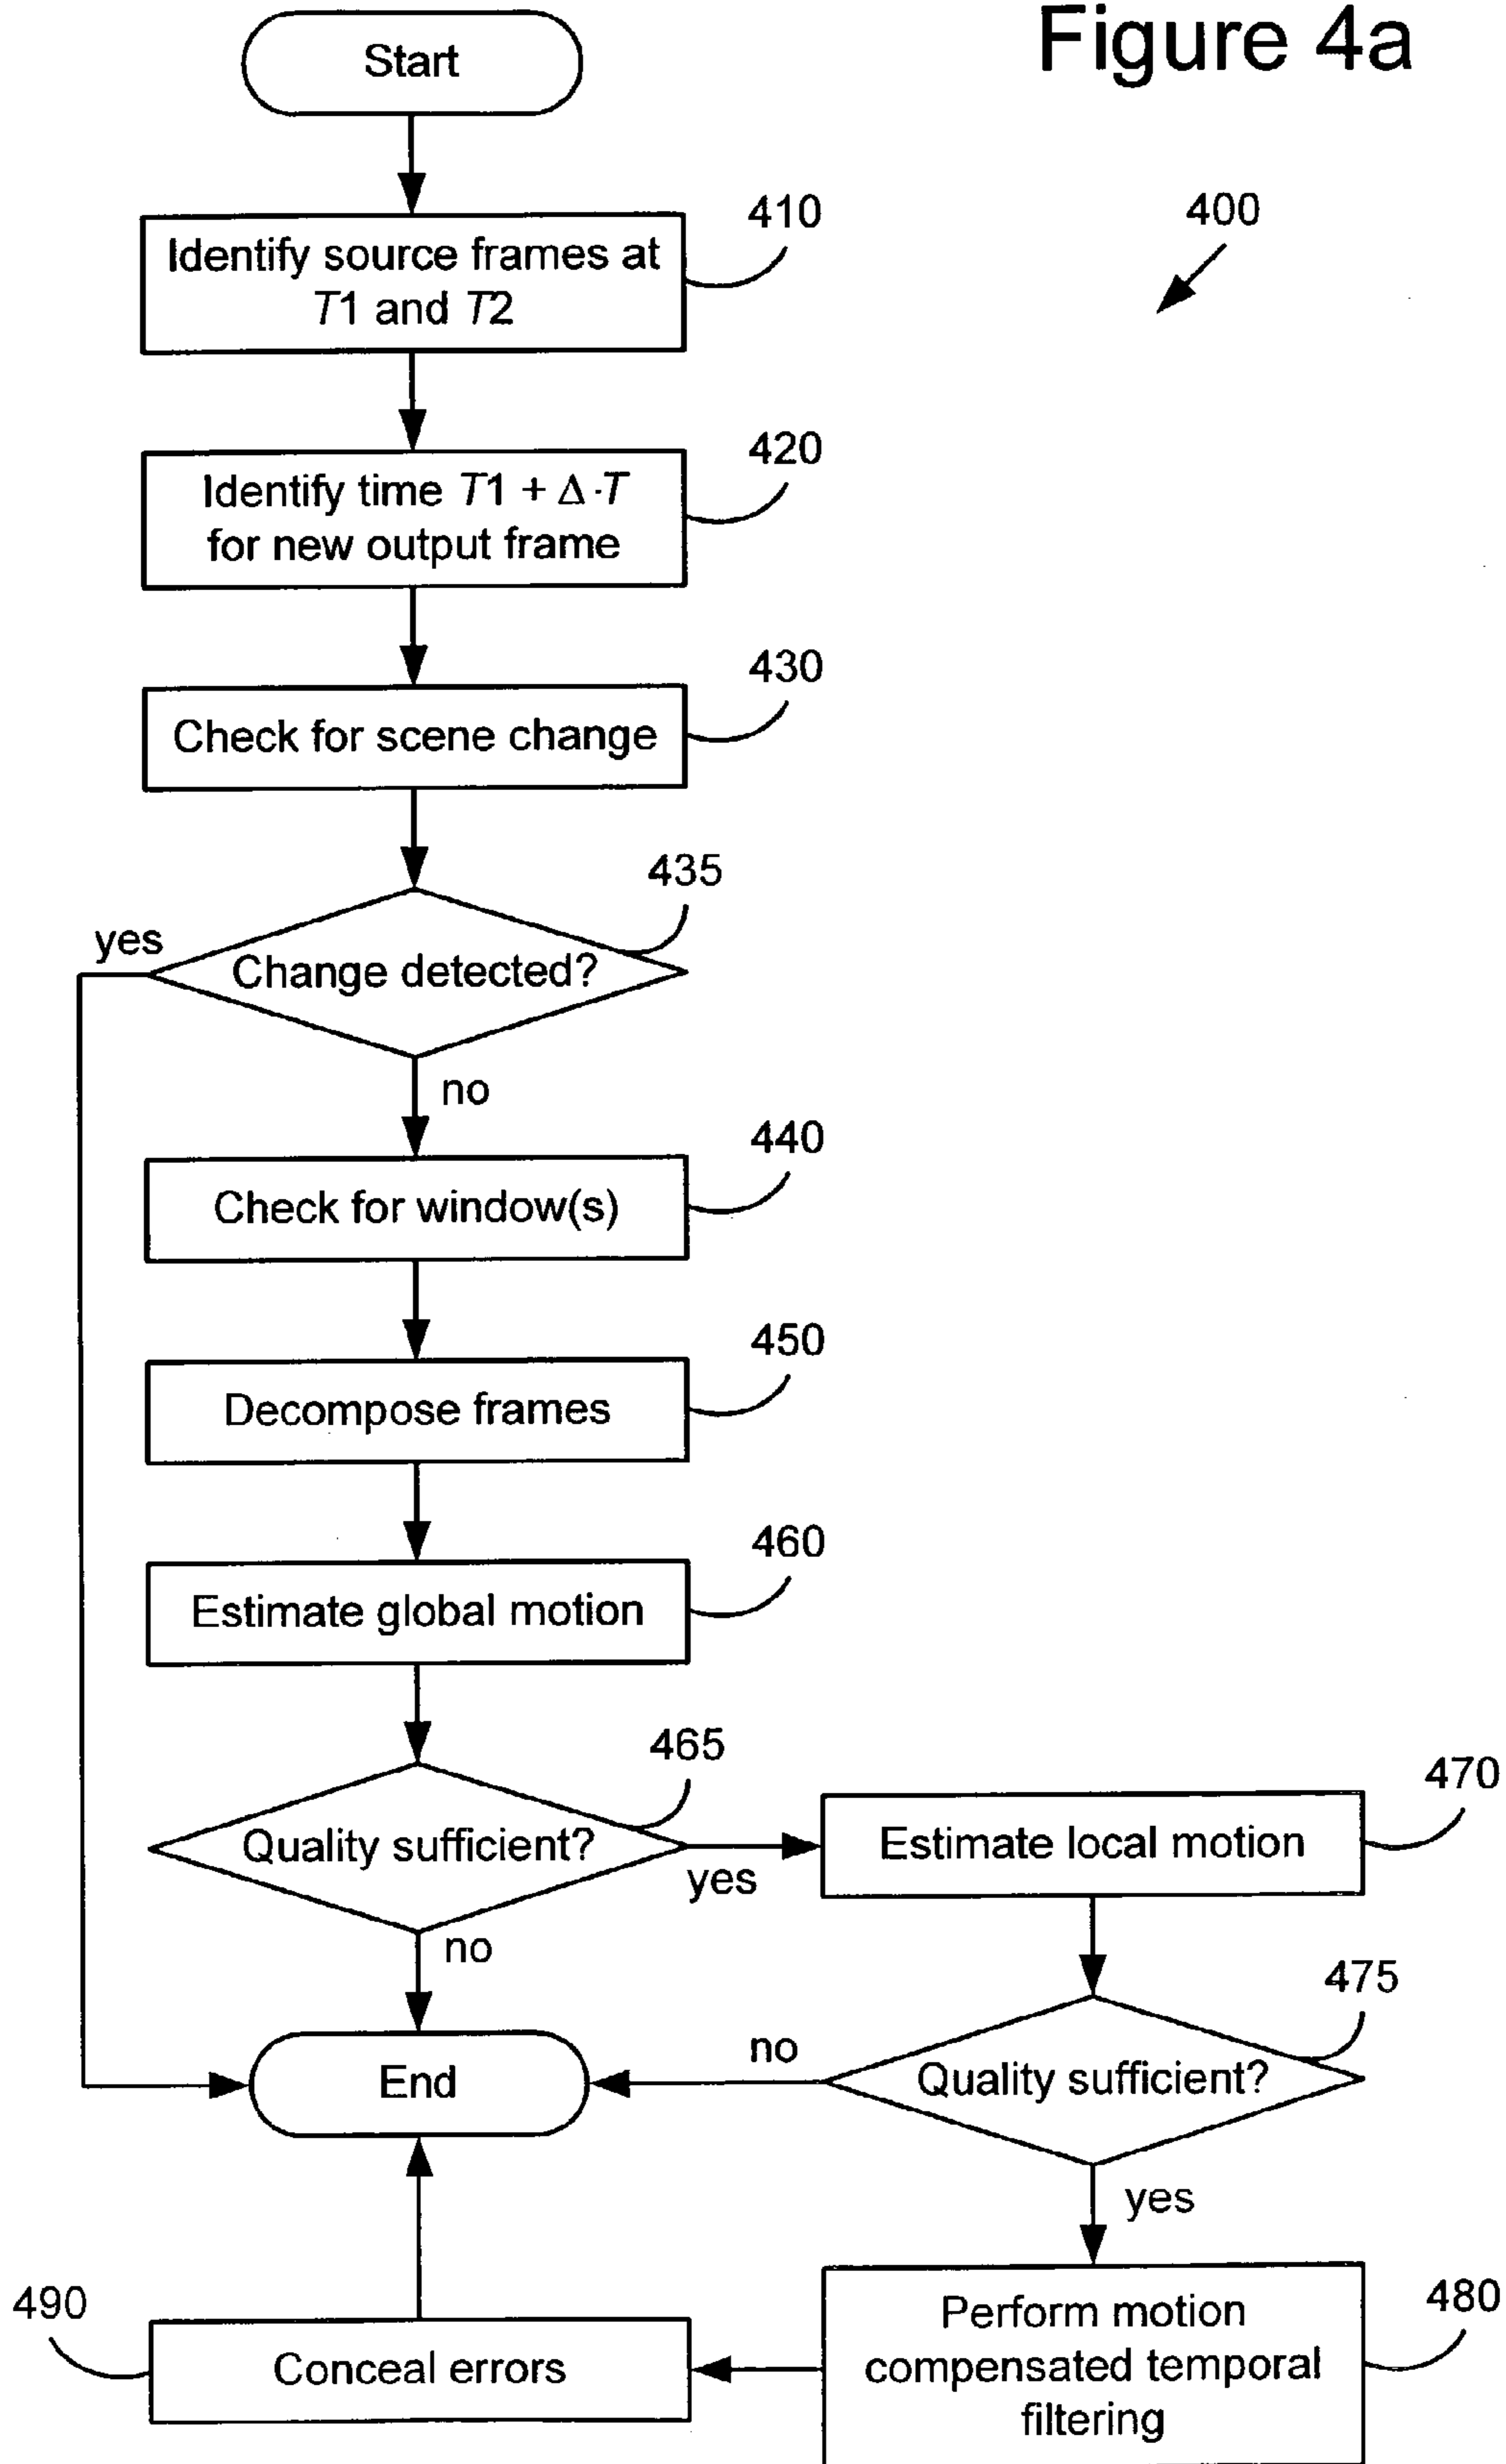 Figure 4a
Start
400
410
Identify source frames at
T1 and T2
420
Identify time T1 + Δ·T
for new output frame
430
Check for scene change
435
yes
Change detected?
no
440
Check for window(s)
450
Decompose frames
460
Estimate global motion
465
Quality sufficient?
yes
no
470
Estimate local motion
475
Quality sufficient?
no
yes
End
480
Perform motion
compensated temporal
filtering
490
Conceal errors